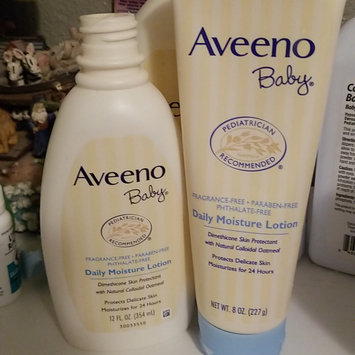 Aveeno
Baby®
PEDIATRICIAN
RECOMMENDED
FRAGRANCE-FREE • PARABEN-FREE
PHTHALATE-FREE
Daily Moisture Lotion
Dimethicone Skin Protectant
with Natural Colloidal Oatmeal
Protects Delicate Skin
Moisturizes for 24 Hours
12 FL. OZ. (354 mL)
Aveeno
Baby®
PEDIATRICIAN
RECOMMENDED
FRAGRANCE-FREE • PARABEN-FREE
PHTHALATE-FREE
Daily Moisture Lotion
Dimethicone Skin Protectant
with Natural Colloidal Oatmeal
Protects Delicate Skin
Moisturizes for 24 Hours
NET WT. 8 OZ. (227g)